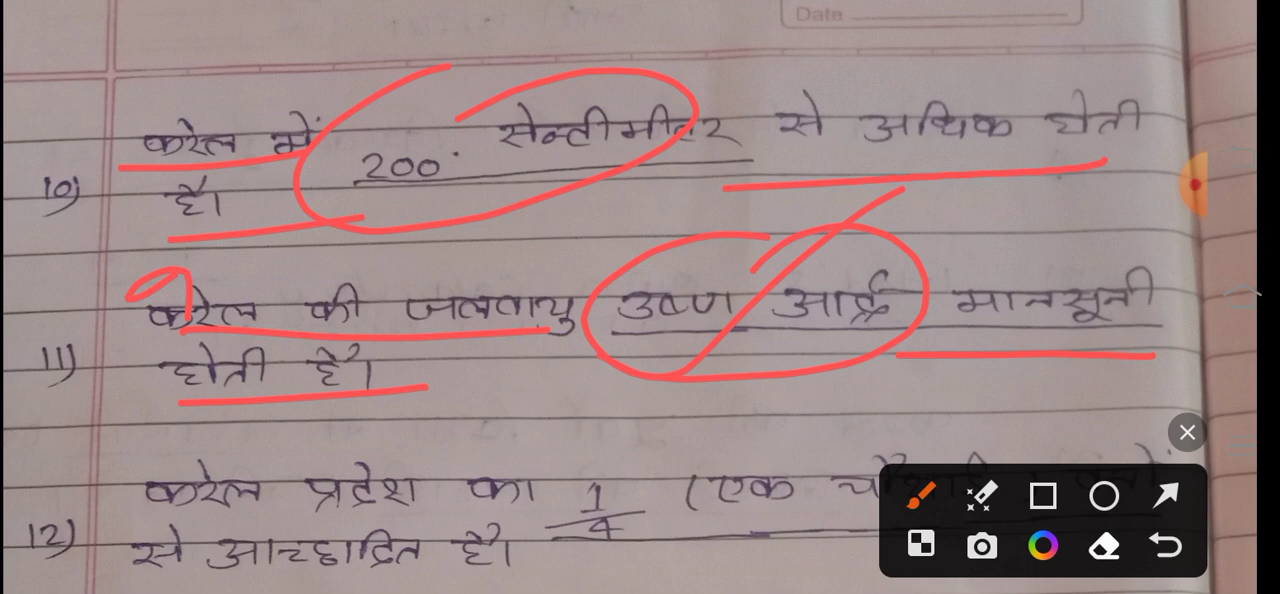 Date
करेल में 200 सेन्टीमीटर से अधिक होती
10) है।
करेल की जलवायु उष्ण आर्द्र मानसूनी
11) होती है।
करेल प्रदेश का 1/4 (एक
12) से आच्छादित है।